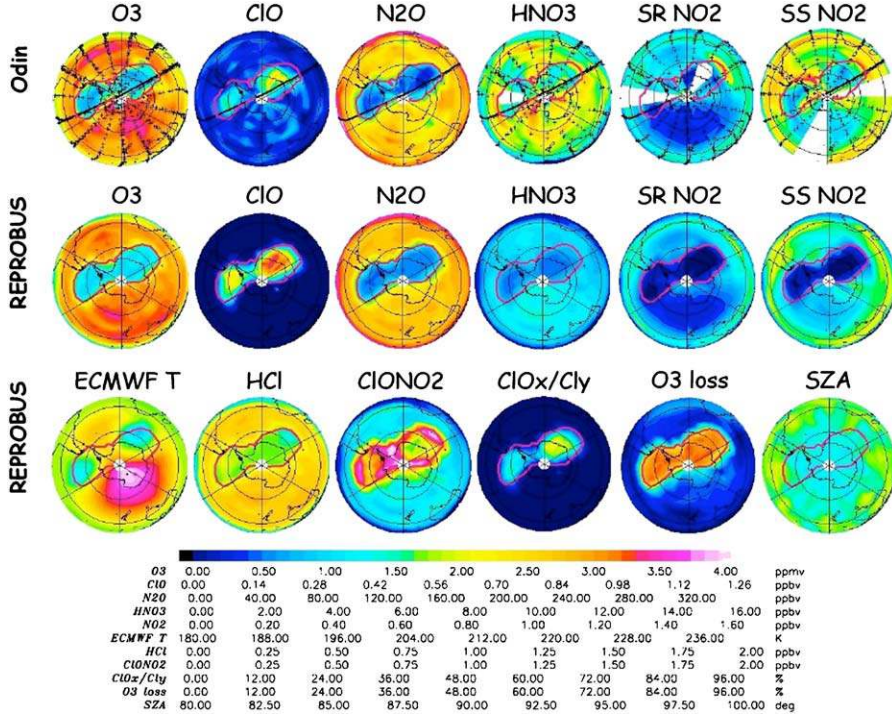 O3 ClO N2O HNO3 SR NO2 SS NO2
Odin
O3 ClO N2O HNO3 SR NO2 SS NO2
REPROBUS
ECMWF T HCl ClONO2 ClOx/Cly O3 loss SZA
REPROBUS
O3 0.00 0.50 1.00 1.50 2.00 2.50 3.00 3.50 4.00 ppmv
ClO 0.00 0.14 0.28 0.42 0.56 0.70 0.84 0.98 1.12 1.26 ppbv
N2O 0.00 40.00 80.00 120.00 160.00 200.00 240.00 280.00 320.00 ppbv
HNO3 0.00 2.00 4.00 6.00 8.00 10.00 12.00 14.00 16.00 ppbv
NO2 0.00 0.20 0.40 0.60 0.80 1.00 1.20 1.40 1.60 ppbv
ECMWF T 180.00 188.00 196.00 204.00 212.00 220.00 228.00 236.00 K
HCl 0.00 0.25 0.50 0.75 1.00 1.25 1.50 1.75 2.00 ppbv
ClONO2 0.00 0.25 0.50 0.75 1.00 1.25 1.50 1.75 2.00 ppbv
ClOx/Cly 0.00 12.00 24.00 36.00 48.00 60.00 72.00 84.00 96.00 %
O3 loss 0.00 12.00 24.00 36.00 48.00 60.00 72.00 84.00 96.00 %
SZA 80.00 82.50 85.00 87.50 90.00 92.50 95.00 97.50 100.00 deg